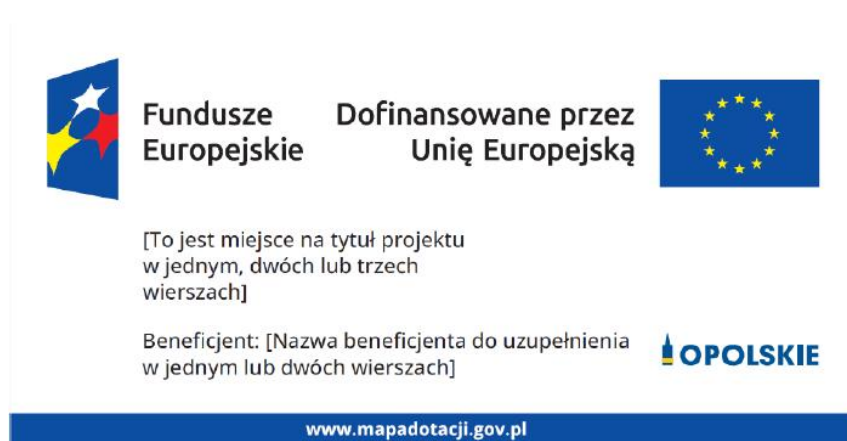 Fundusze
Europejskie
Dofinansowane przez
Unię Europejską
[To jest miejsce na tytuł projektu
w jednym, dwóch lub trzech
wierszach]
Beneficjent: [Nazwa beneficjenta do uzupełnienia
w jednym lub dwóch wierszach]
OPOLSKIE
www.mapadotacji.gov.pl